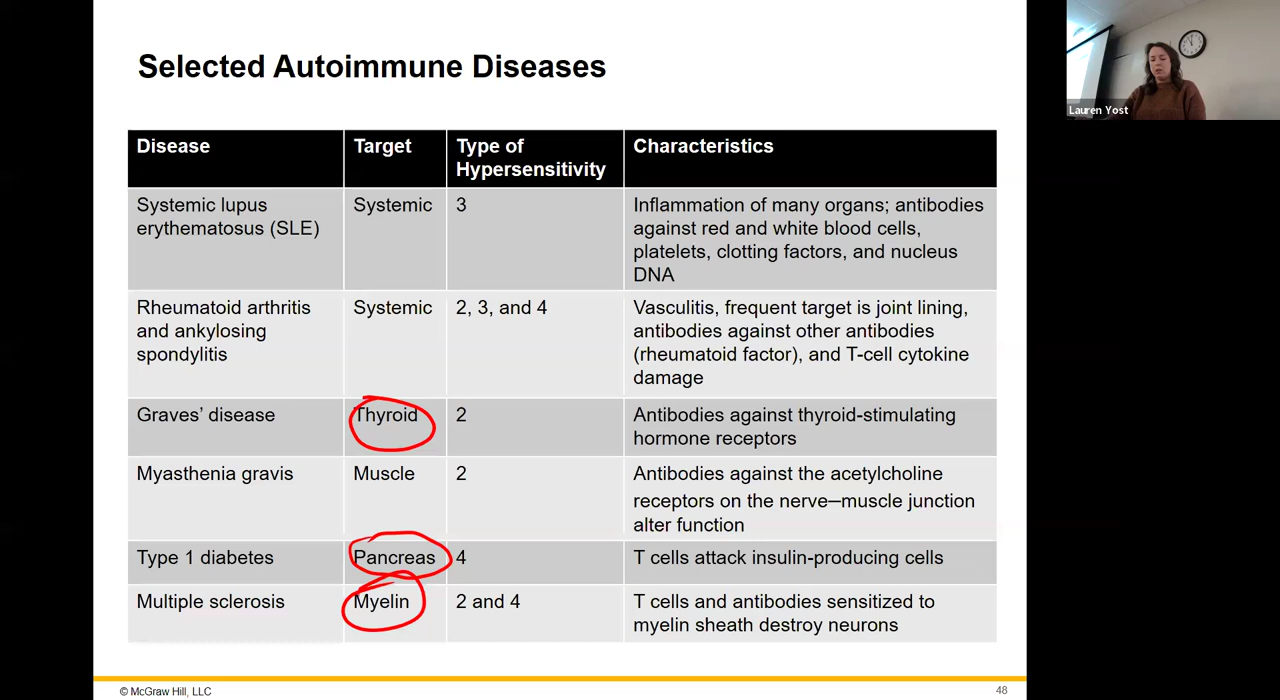 Selected Autoimmune Diseases
Lauren Yost
Disease Target Type of Hypersensitivity Characteristics
Systemic lupus erythematosus (SLE) Systemic 3 Inflammation of many organs; antibodies
against red and white blood cells,
platelets, clotting factors, and nucleus
DNA
Rheumatoid arthritis and ankylosing spondylitis Systemic 2, 3, and 4 Vasculitis, frequent target is joint lining,
antibodies against other antibodies
(rheumatoid factor), and T-cell cytokine
damage
Graves’ disease Thyroid 2 Antibodies against thyroid-stimulating
hormone receptors
Myasthenia gravis Muscle 2 Antibodies against the acetylcholine
receptors on the nerve–muscle junction
alter function
Type 1 diabetes Pancreas 4 T cells attack insulin-producing cells
Multiple sclerosis Myelin 2 and 4 T cells and antibodies sensitized to
myelin sheath destroy neurons
© McGraw Hill, LLC
48